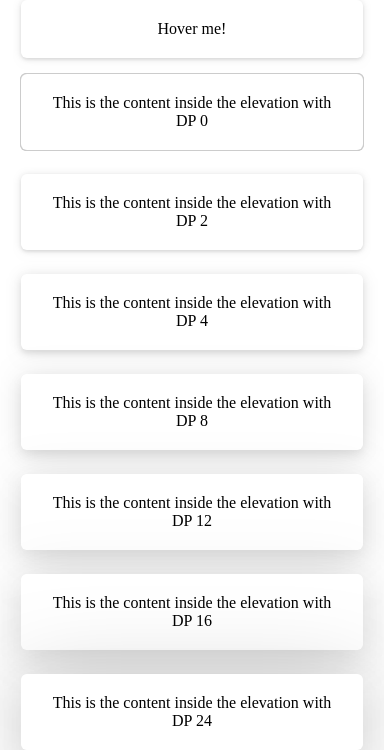 Hover me!
This is the content inside the elevation with
DP 0
This is the content inside the elevation with
DP 2
This is the content inside the elevation with
DP 4
This is the content inside the elevation with
DP 8
This is the content inside the elevation with
DP 12
This is the content inside the elevation with
DP 16
This is the content inside the elevation with
DP 24